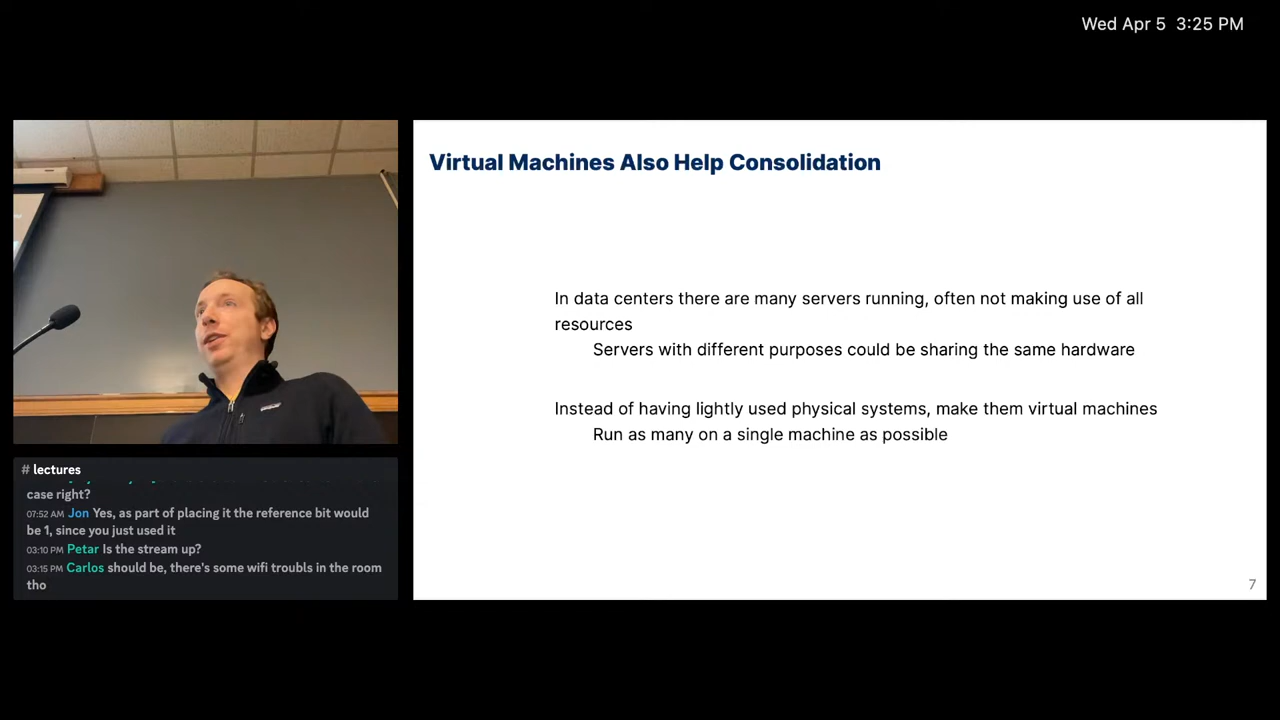 Wed Apr 5 3:25 PM
Virtual Machines Also Help Consolidation
In data centers there are many servers running, often not making use of all
resources
Servers with different purposes could be sharing the same hardware
Instead of having lightly used physical systems, make them virtual machines
Run as many on a single machine as possible
7
# lectures
case right?
07:52 AM Jon Yes, as part of placing it the reference bit would
be 1, since you just used it
03:10 PM Petar Is the stream up?
03:15 PM Carlos should be, there's some wifi troubls in the room
tho